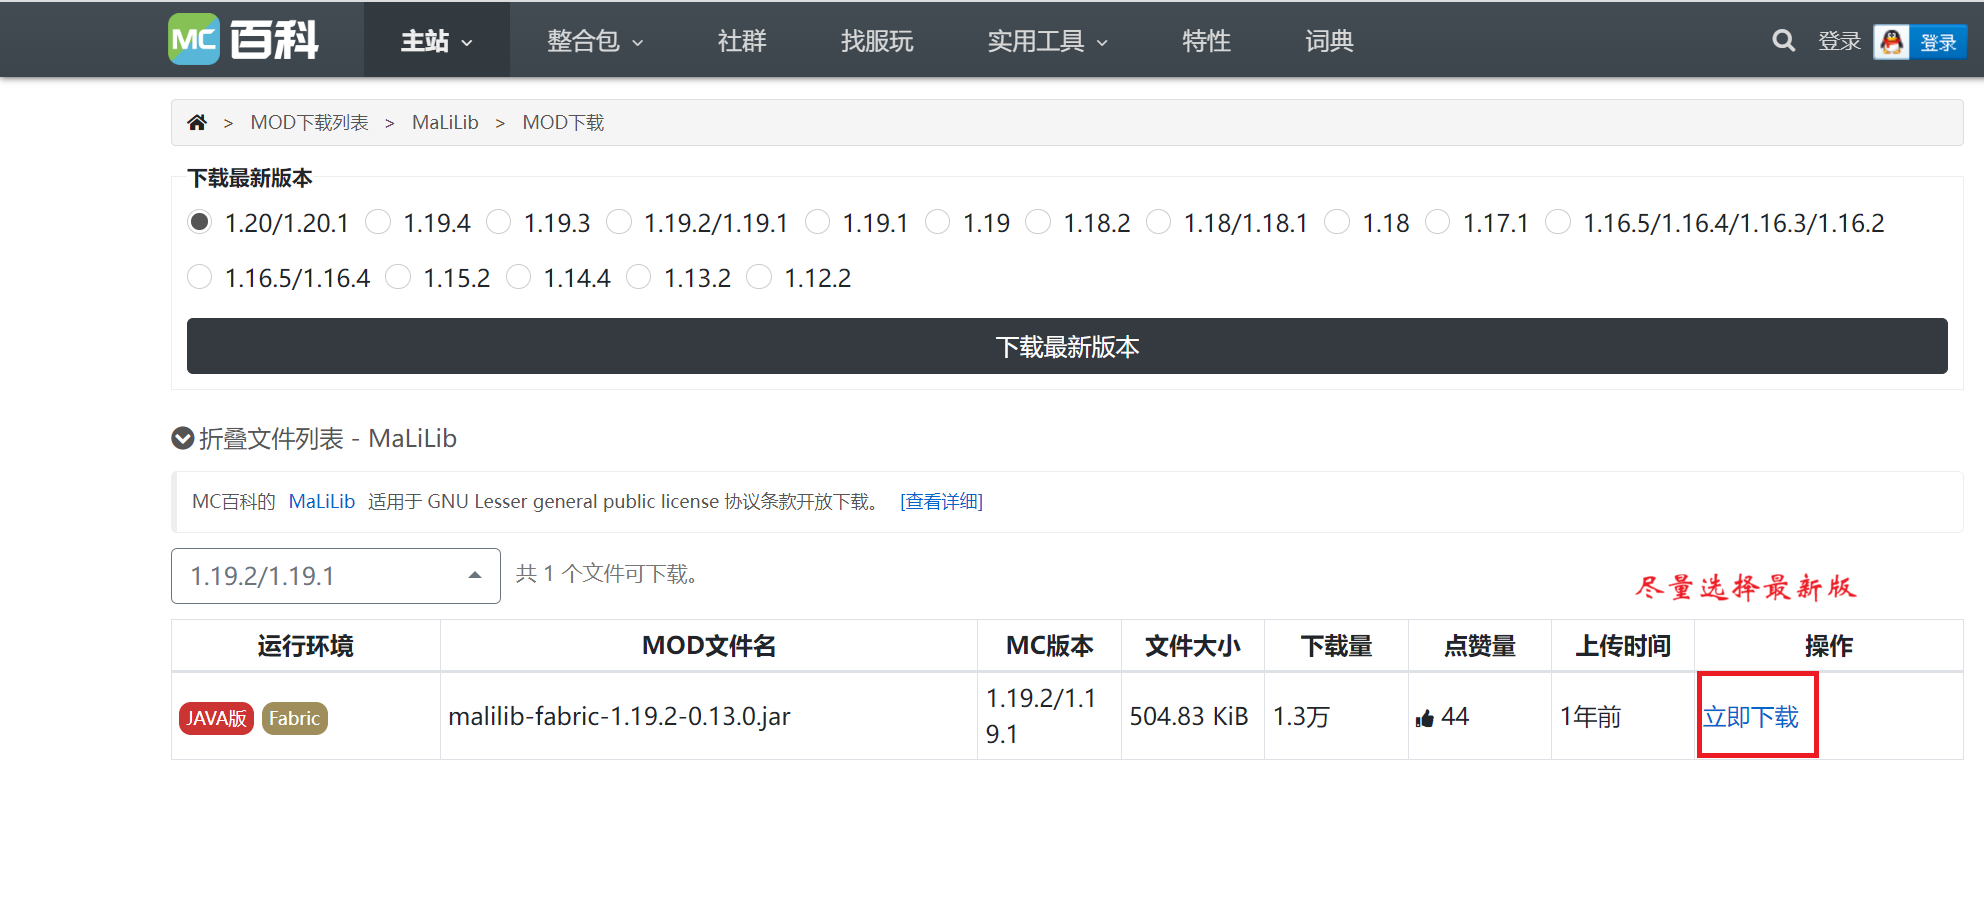 MC 百科 主站 整合包 社群 找服玩 实用工具 特性 词典 登录 登录
> MOD下载列表 > MaLiLib > MOD下载
下载最新版本
1.20/1.20.1 1.19.4 1.19.3 1.19.2/1.19.1 1.19.1 1.19 1.18.2 1.18/1.18.1 1.18 1.17.1 1.16.5/1.16.4/1.16.3/1.16.2
1.16.5/1.16.4 1.15.2 1.14.4 1.13.2 1.12.2
下载最新版本
折叠文件列表 - MaLiLib
MC百科的 MaLiLib 适用于 GNU Lesser general public license 协议条款开放下载。 [查看详细]
1.19.2/1.19.1 共 1 个文件可下载。
尽量选择最新版
运行环境 MOD文件名 MC版本 文件大小 下载量 点赞量 上传时间 操作
JAVA版 Fabric malilib-fabric-1.19.2-0.13.0.jar 1.19.2/1.1
9.1 504.83 KiB 1.3万 44 1年前 立即下载